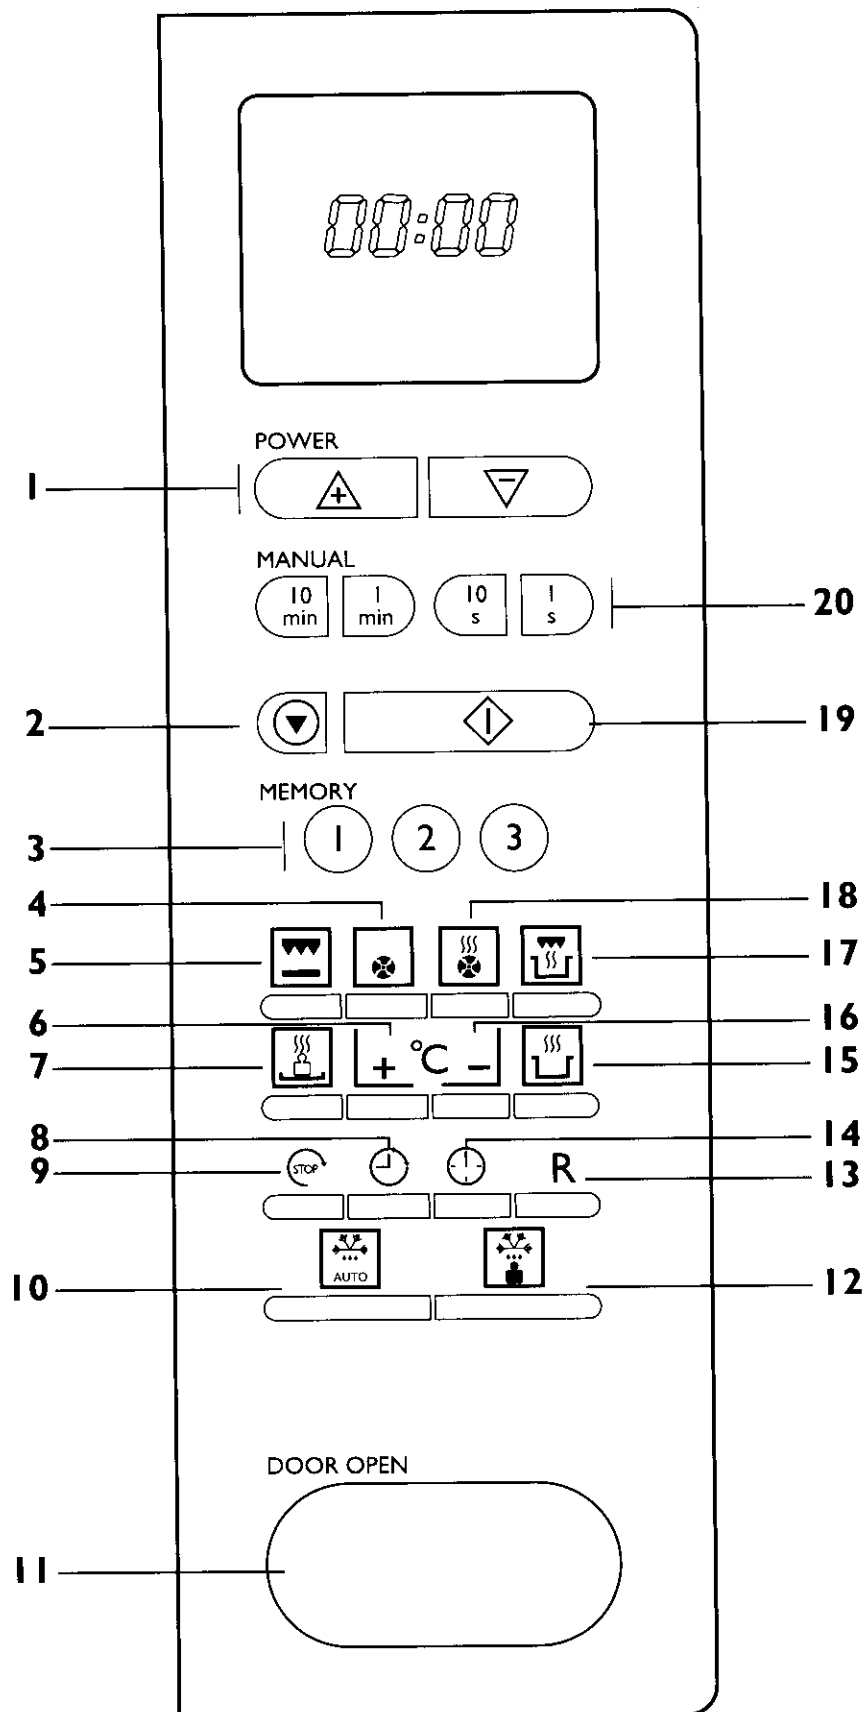 00:00
POWER
1 + −
MANUAL
10 min 1 min 10 s 1 s 20
2 19
MEMORY
3 1 2 3
4 18
5 17
6 16
7 + °C − 15
8 14
9 STOP R 13
10 AUTO 12
DOOR OPEN
11